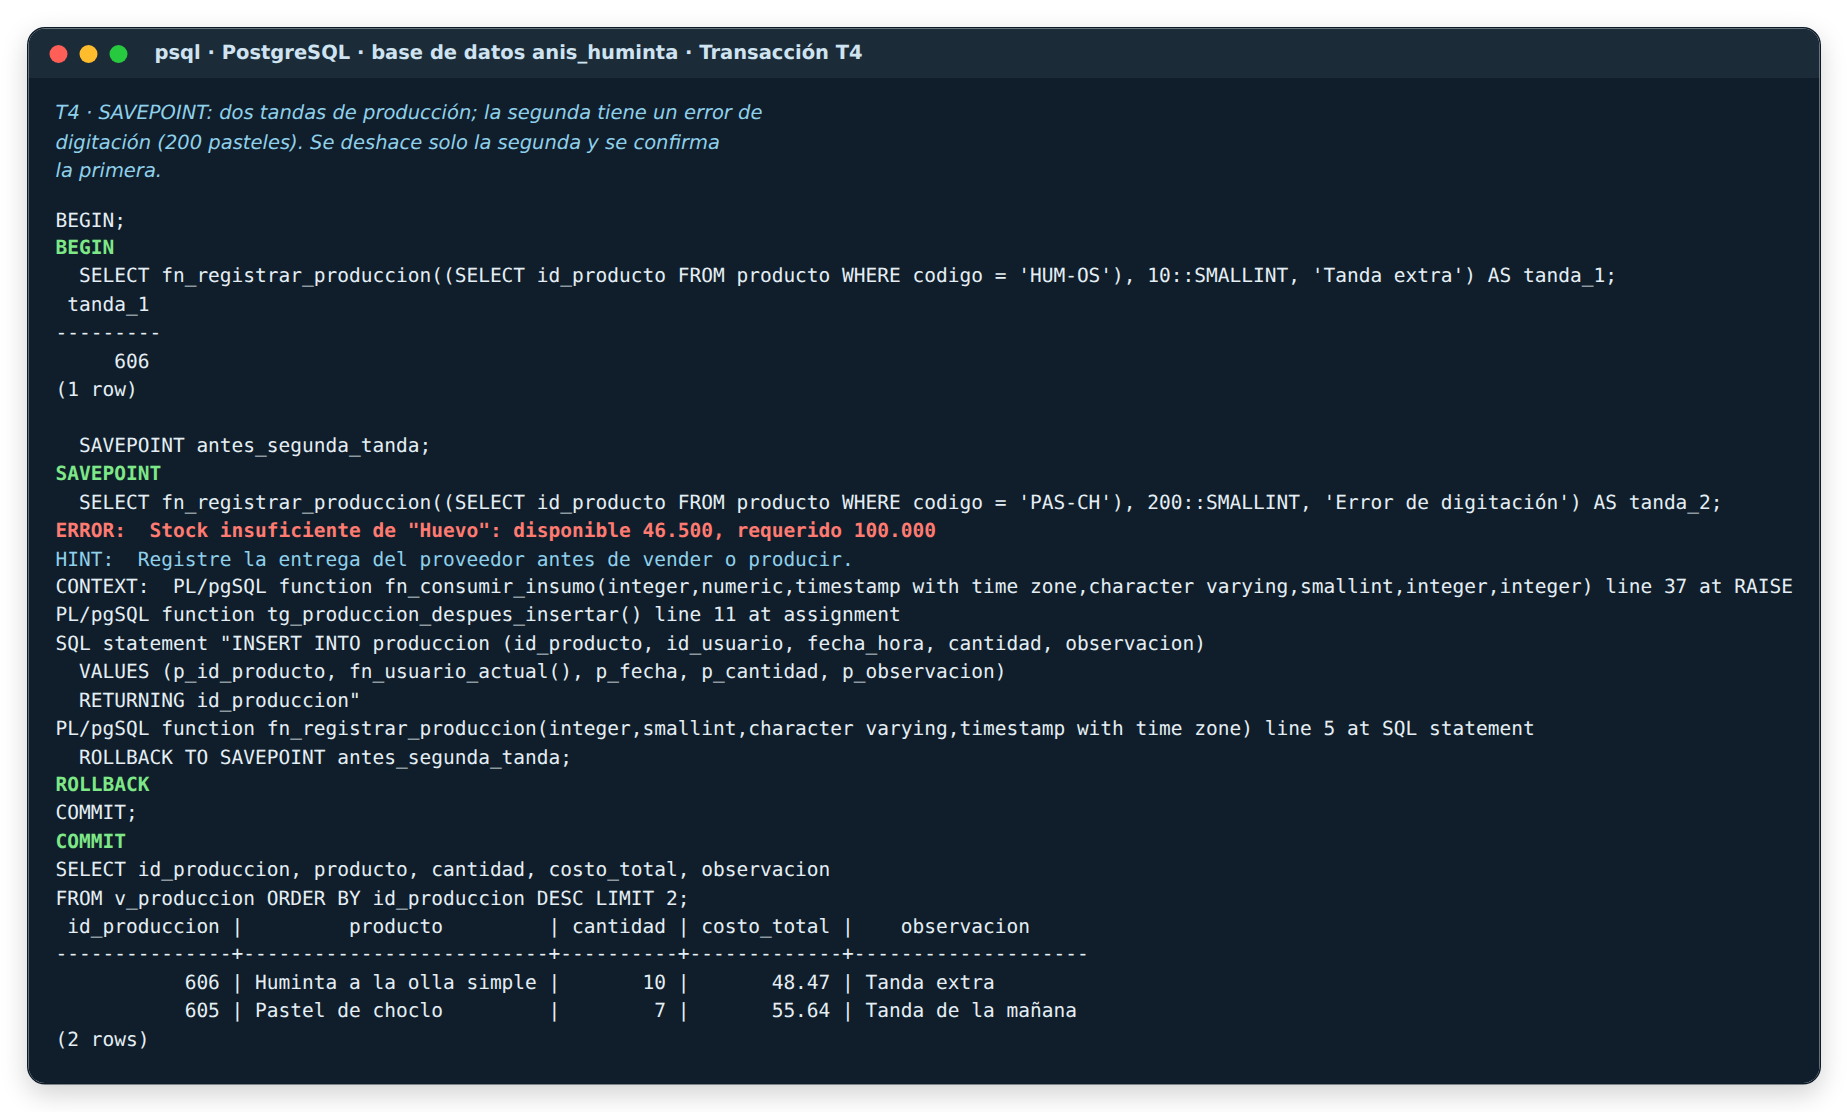 psql · PostgreSQL · base de datos anis_huminta · Transacción T4
T4 · SAVEPOINT: dos tandas de producción; la segunda tiene un error de
digitación (200 pasteles). Se deshace solo la segunda y se confirma
la primera.
BEGIN;
BEGIN
  SELECT fn_registrar_produccion((SELECT id_producto FROM producto WHERE codigo = 'HUM-OS'), 10::SMALLINT, 'Tanda extra') AS tanda_1;
 tanda_1
---------
     606
(1 row)
  SAVEPOINT antes_segunda_tanda;
SAVEPOINT
  SELECT fn_registrar_produccion((SELECT id_producto FROM producto WHERE codigo = 'PAS-CH'), 200::SMALLINT, 'Error de digitación') AS tanda_2;
ERROR:  Stock insuficiente de "Huevo": disponible 46.500, requerido 100.000
HINT:  Registre la entrega del proveedor antes de vender o producir.
CONTEXT:  PL/pgSQL function fn_consumir_insumo(integer,numeric,timestamp with time zone,character varying,smallint,integer,integer) line 37 at RAISE
PL/pgSQL function tg_produccion_despues_insertar() line 11 at assignment
SQL statement "INSERT INTO produccion (id_producto, id_usuario, fecha_hora, cantidad, observacion)
  VALUES (p_id_producto, fn_usuario_actual(), p_fecha, p_cantidad, p_observacion)
  RETURNING id_produccion"
PL/pgSQL function fn_registrar_produccion(integer,smallint,character varying,timestamp with time zone) line 5 at SQL statement
  ROLLBACK TO SAVEPOINT antes_segunda_tanda;
ROLLBACK
COMMIT;
COMMIT
SELECT id_produccion, producto, cantidad, costo_total, observacion
FROM v_produccion ORDER BY id_produccion DESC LIMIT 2;
 id_produccion |         producto         | cantidad | costo_total |    observacion
---------------+--------------------------+----------+-------------+--------------------
           606 | Huminta a la olla simple |       10 |       48.47 | Tanda extra
           605 | Pastel de choclo         |        7 |       55.64 | Tanda de la mañana
(2 rows)